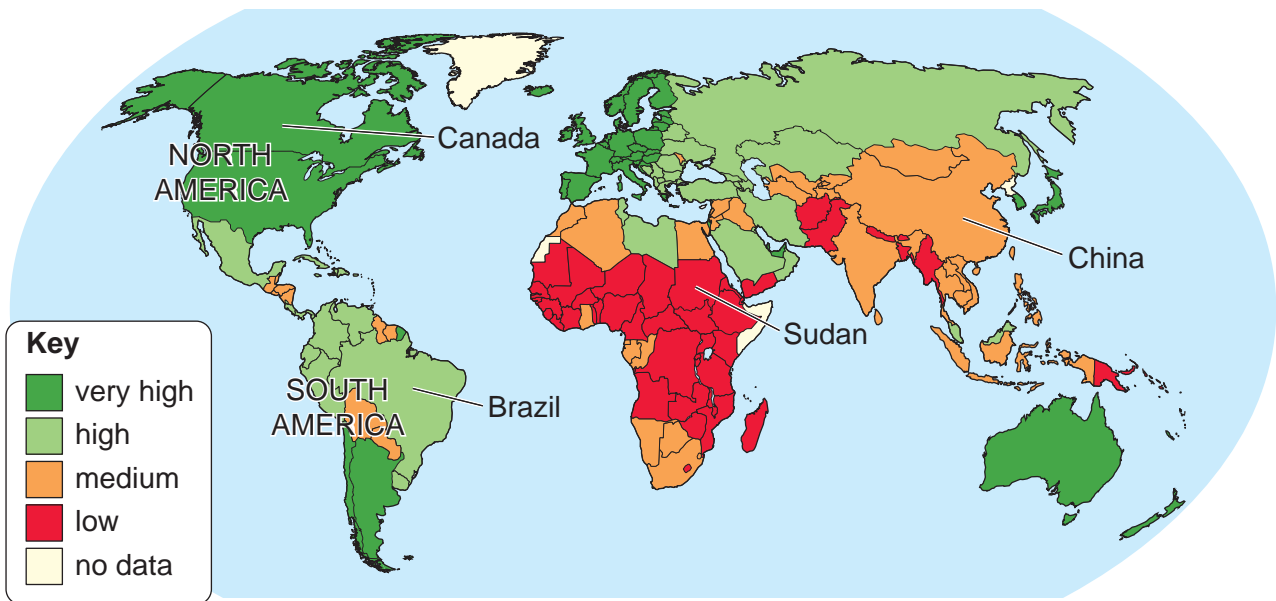 Canada
NORTH
AMERICA
China
Sudan
SOUTH
AMERICA
Brazil
Key
very high
high
medium
low
no data